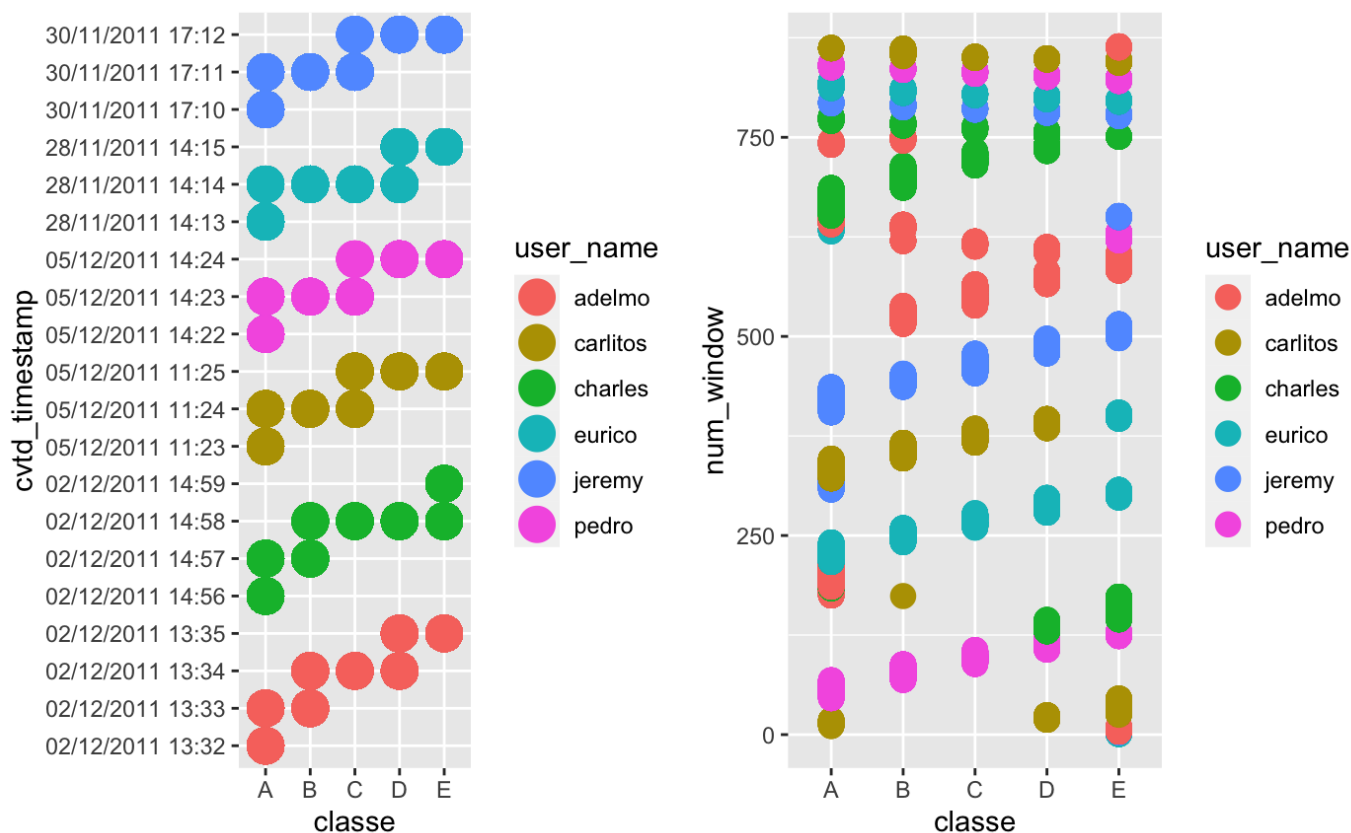 cvtd_timestamp
30/11/2011 17:12
30/11/2011 17:11
30/11/2011 17:10
28/11/2011 14:15
28/11/2011 14:14
28/11/2011 14:13
05/12/2011 14:24
05/12/2011 14:23
05/12/2011 14:22
05/12/2011 11:25
05/12/2011 11:24
05/12/2011 11:23
02/12/2011 14:59
02/12/2011 14:58
02/12/2011 14:57
02/12/2011 14:56
02/12/2011 13:35
02/12/2011 13:34
02/12/2011 13:33
02/12/2011 13:32
A B C D E
classe
user_name
adelmo
carlitos
charles
eurico
jeremy
pedro
num_window
750
500
250
0
A B C D E
classe
user_name
adelmo
carlitos
charles
eurico
jeremy
pedro